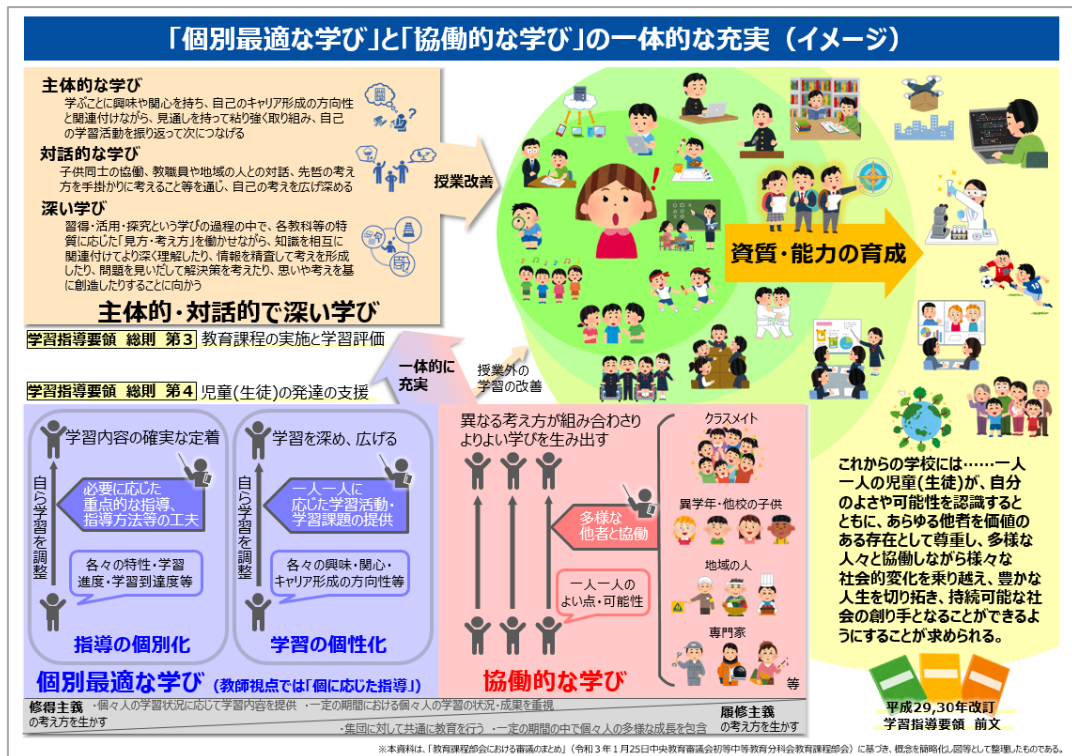 「個別最適な学び」と「協働的な学び」の一体的な充実（イメージ）
主体的な学び
学ぶことに興味や関心を持ち、自己のキャリア形成の方向性
と関連付けながら、見通しを持って粘り強く取り組み、自己
の学習活動を振り返って次につなげる
対話的な学び
子供同士の協働、教職員や地域の人との対話、先哲の考え
方を手掛かりに考えること等を通じ、自己の考えを広げ深める
深い学び
習得・活用・探究という学びの過程の中で、各教科等の特
質に応じた「見方・考え方」を働かせながら、知識を相互に
関連付けてより深く理解したり、情報を精査して考えを形成
したり、問題を見いだして解決策を考えたり、思いや考えを基
に創造したりすることに向かう
主体的・対話的で深い学び
授業改善
資質・能力の育成
学習指導要領 総則 第3 教育課程の実施と学習評価
一体的に
充実
授業外の
学習の改善
学習指導要領 総則 第4 児童(生徒)の発達の支援
学習内容の確実な定着
自ら学習を調整
必要に応じた
重点的な指導、
指導方法等の工夫
各々の特性・学習
進度・学習到達度等
指導の個別化
学習を深め、広げる
自ら学習を調整
一人一人に
応じた学習活動・
学習課題の提供
各々の興味・関心・
キャリア形成の方向性等
学習の個性化
個別最適な学び（教師視点では「個に応じた指導」）
異なる考え方が組み合わさり
よりよい学びを生み出す
多様な
他者と協働
一人一人の
よい点・可能性
クラスメイト
異学年・他校の子供
地域の人
専門家
等
協働的な学び
これからの学校には……一人
一人の児童(生徒)が、自分
のよさや可能性を認識すると
ともに、あらゆる他者を価値の
ある存在として尊重し、多様な
人々と協働しながら様々な
社会的変化を乗り越え、豊かな
人生を切り拓き、持続可能な社
会の創り手となることができるよ
うにすることが求められる。
平成29,30年改訂
学習指導要領 前文
修得主義
の考え方を生かす
・個々人の学習状況に応じて学習内容を提供 ・一定の期間における個々人の学習の状況・成果を重視
・集団に対して共通に教育を行う ・一定の期間の中で個々人の多様な成長を包含
履修主義
の考え方を生かす
※本資料は、「教育課程部会における審議のまとめ」（令和３年１月25日中央教育審議会初等中等教育分科会教育課程部会）に基づき、概念を簡略化し図等として整理したものである。